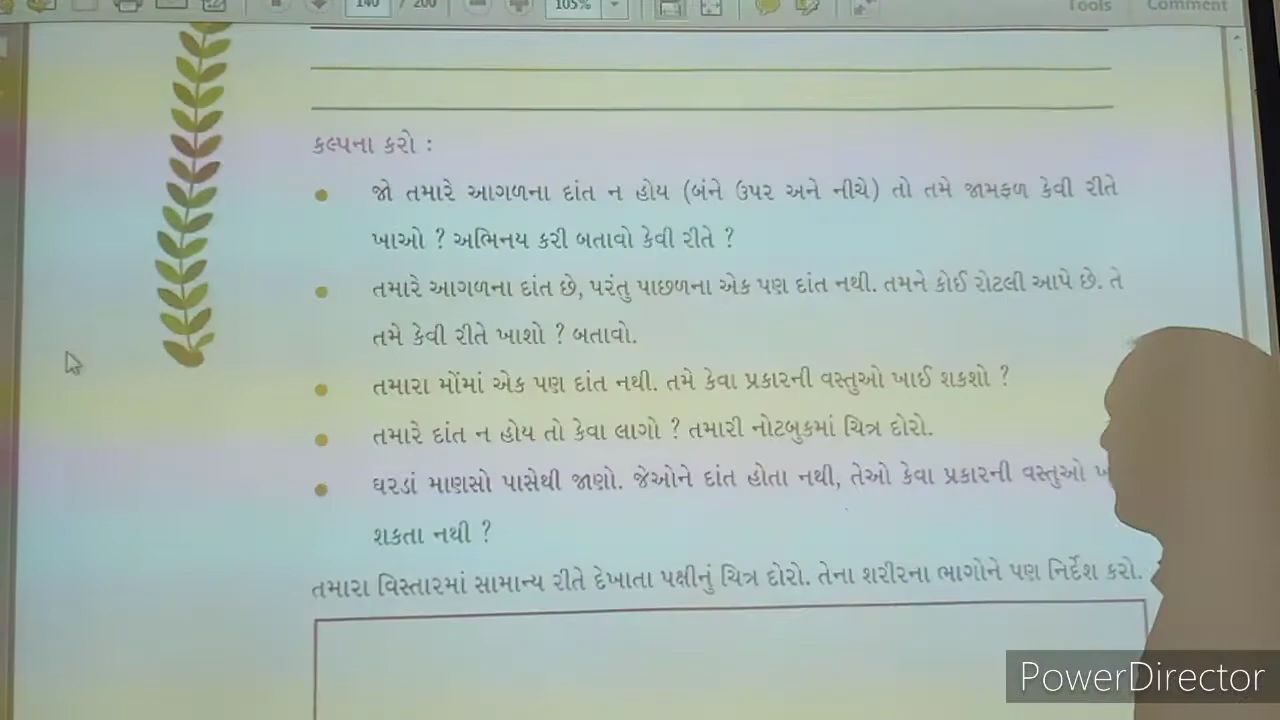 140 / 200
105%
Tools
Comment
કલ્પના કરો :
જો તમારે આગળના દાંત ન હોય (બંને ઉપર અને નીચે) તો તમે જામફળ કેવી રીતે
ખાઓ ? અભિનય કરી બતાવો કેવી રીતે ?
તમારે આગળના દાંત છે, પરંતુ પાછળના એક પણ દાંત નથી. તમને કોઈ રોટલી આપે છે. તે
તમે કેવી રીતે ખાશો ? બતાવો.
તમારા મોંમાં એક પણ દાંત નથી. તમે કેવા પ્રકારની વસ્તુઓ ખાઈ શકશો ?
તમારે દાંત ન હોય તો કેવા લાગો ? તમારી નોટબુકમાં ચિત્ર દોરો.
ઘરડાં માણસો પાસેથી જાણો. જેઓને દાંત હોતા નથી, તેઓ કેવા પ્રકારની વસ્તુઓ
શકતા નથી ?
તમારા વિસ્તારમાં સામાન્ય રીતે દેખાતા પક્ષીનું ચિત્ર દોરો. તેના શરીરના ભાગોને પણ નિર્દેશ કરો.
PowerDirector